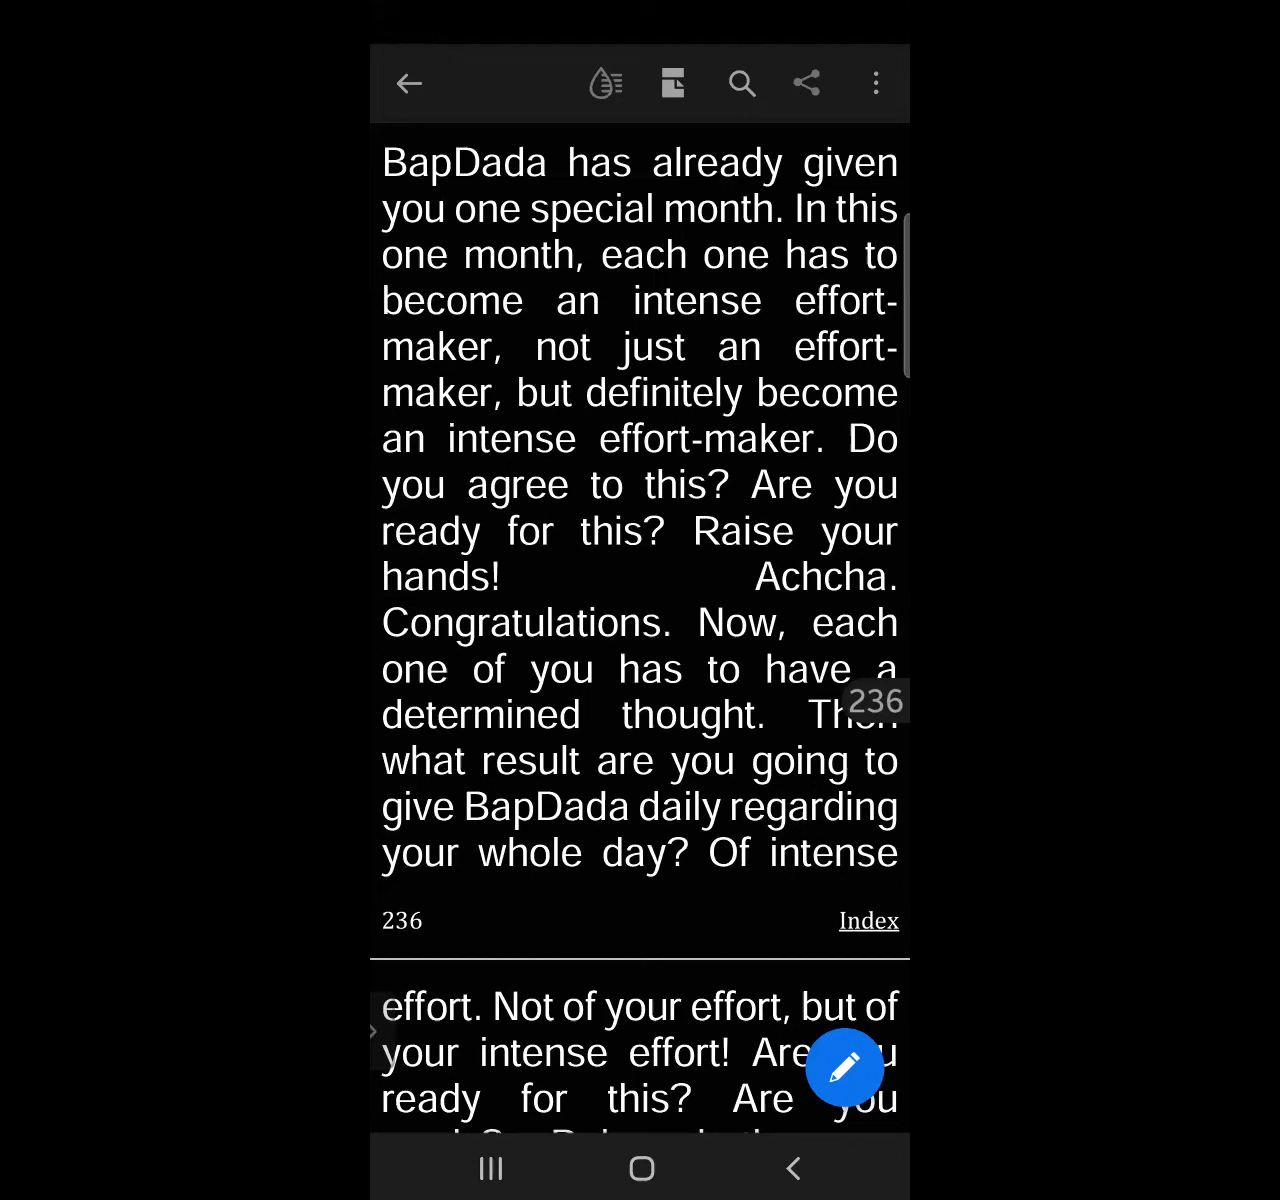 BapDada has already given
you one special month. In this
one month, each one has to
become an intense effort-
maker, not just an effort-
maker, but definitely become
an intense effort-maker. Do
you agree to this? Are you
ready for this? Raise your
hands! Achcha.
Congratulations. Now, each
one of you has to have a
determined thought. Then
236
what result are you going to
give BapDada daily regarding
your whole day? Of intense
236 Index
effort. Not of your effort, but of
your intense effort! Are you
ready for this? Are you